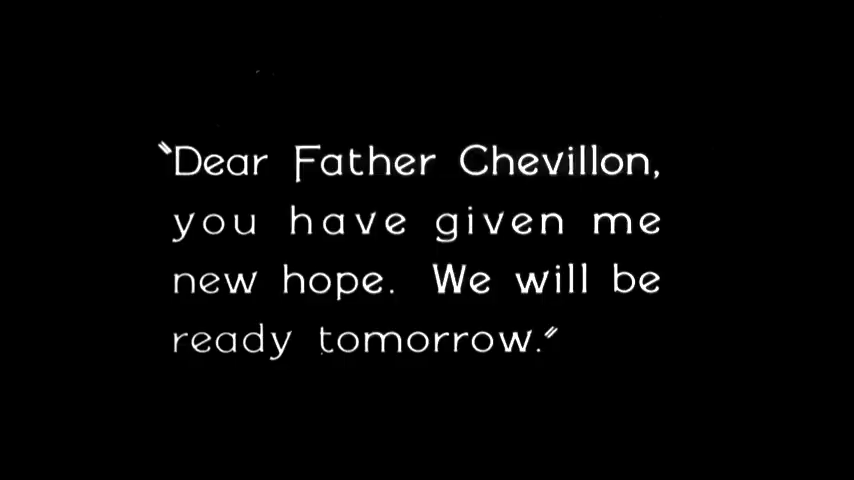 "Dear Father Chevillon,
you have given me
new hope. We will be
ready tomorrow."